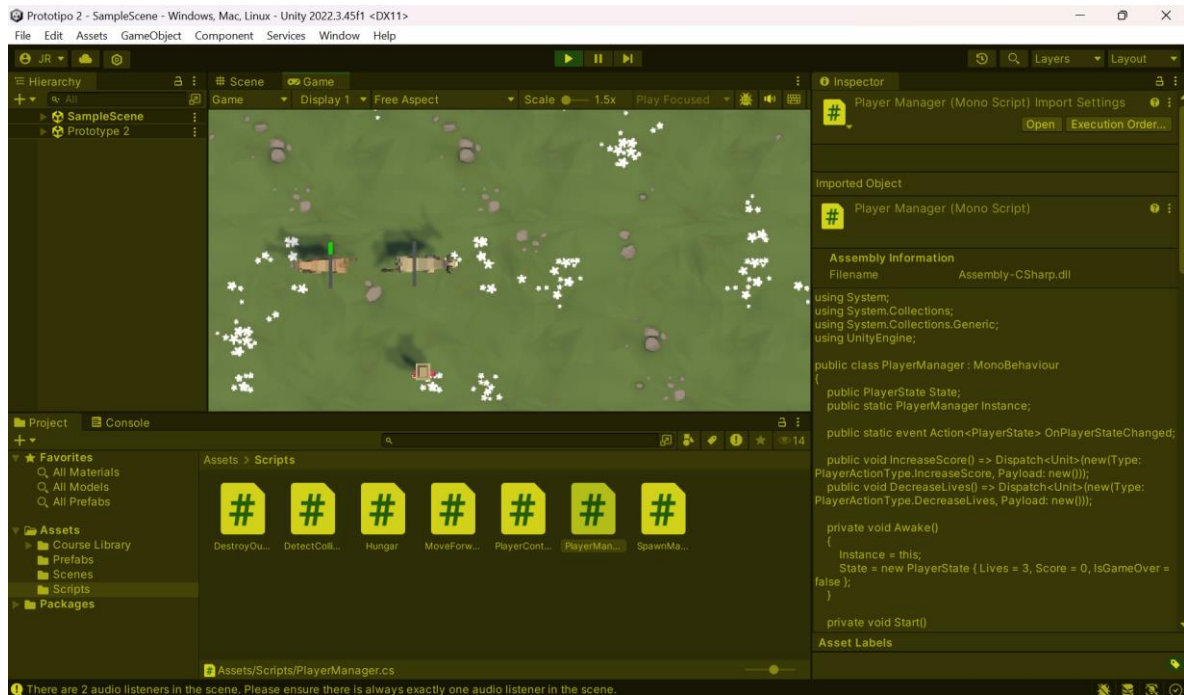 Prototipo 2 - SampleScene - Windows, Mac, Linux - Unity 2022.3.45f1 <DX11>
File Edit Assets GameObject Component Services Window Help
JR Layers Layout
Hierarchy
All
SampleScene
Prototype 2
Scene Game
Game Display 1 Free Aspect Scale 1.5x Play Focused
Inspector
Player Manager (Mono Script) Import Settings
Open Execution Order...
Imported Object
Player Manager (Mono Script)
Assembly Information
Filename Assembly-CSharp.dll
using System;
using System.Collections;
using System.Collections.Generic;
using UnityEngine;
public class PlayerManager : MonoBehaviour
{
public PlayerState State;
public static PlayerManager Instance;
public static event Action<PlayerState> OnPlayerStateChanged;
public void IncreaseScore() => Dispatch<Unit>(new(Type:
PlayerActionType.IncreaseScore, Payload: new()));
public void DecreaseLives() => Dispatch<Unit>(new(Type:
PlayerActionType.DecreaseLives, Payload: new()));
private void Awake()
{
Instance = this;
State = new PlayerState { Lives = 3, Score = 0, IsGameOver =
false };
}
private void Start()
Asset Labels
Project Console
14
Favorites
All Materials
All Models
All Prefabs
Assets
Course Library
Prefabs
Scenes
Scripts
Packages
Assets > Scripts
DestroyOu... DetectColli... Hungar MoveForw... PlayerCont... PlayerMan... SpawnMa...
Assets/Scripts/PlayerManager.cs
There are 2 audio listeners in the scene. Please ensure there is always exactly one audio listener in the scene.